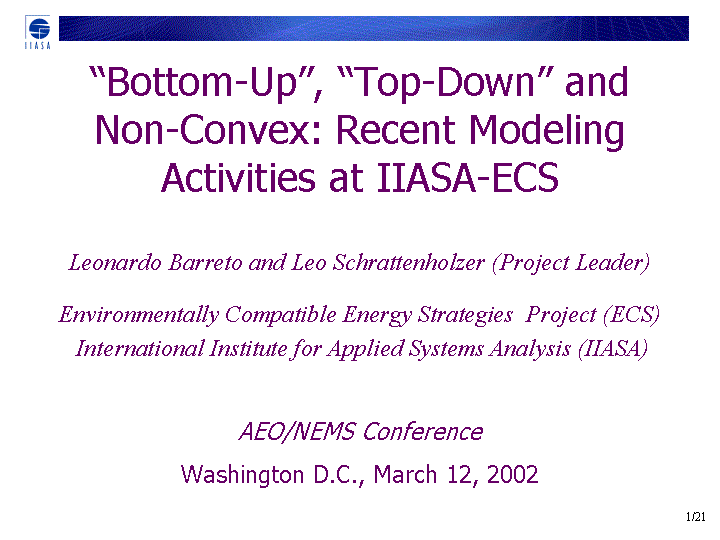 IIASA
“Bottom-Up”, “Top-Down” and
Non-Convex: Recent Modeling
Activities at IIASA-ECS
Leonardo Barreto and Leo Schrattenholzer (Project Leader)
Environmentally Compatible Energy Strategies  Project (ECS)
International Institute for Applied Systems Analysis (IIASA)
AEO/NEMS Conference
Washington D.C., March 12, 2002
1/21